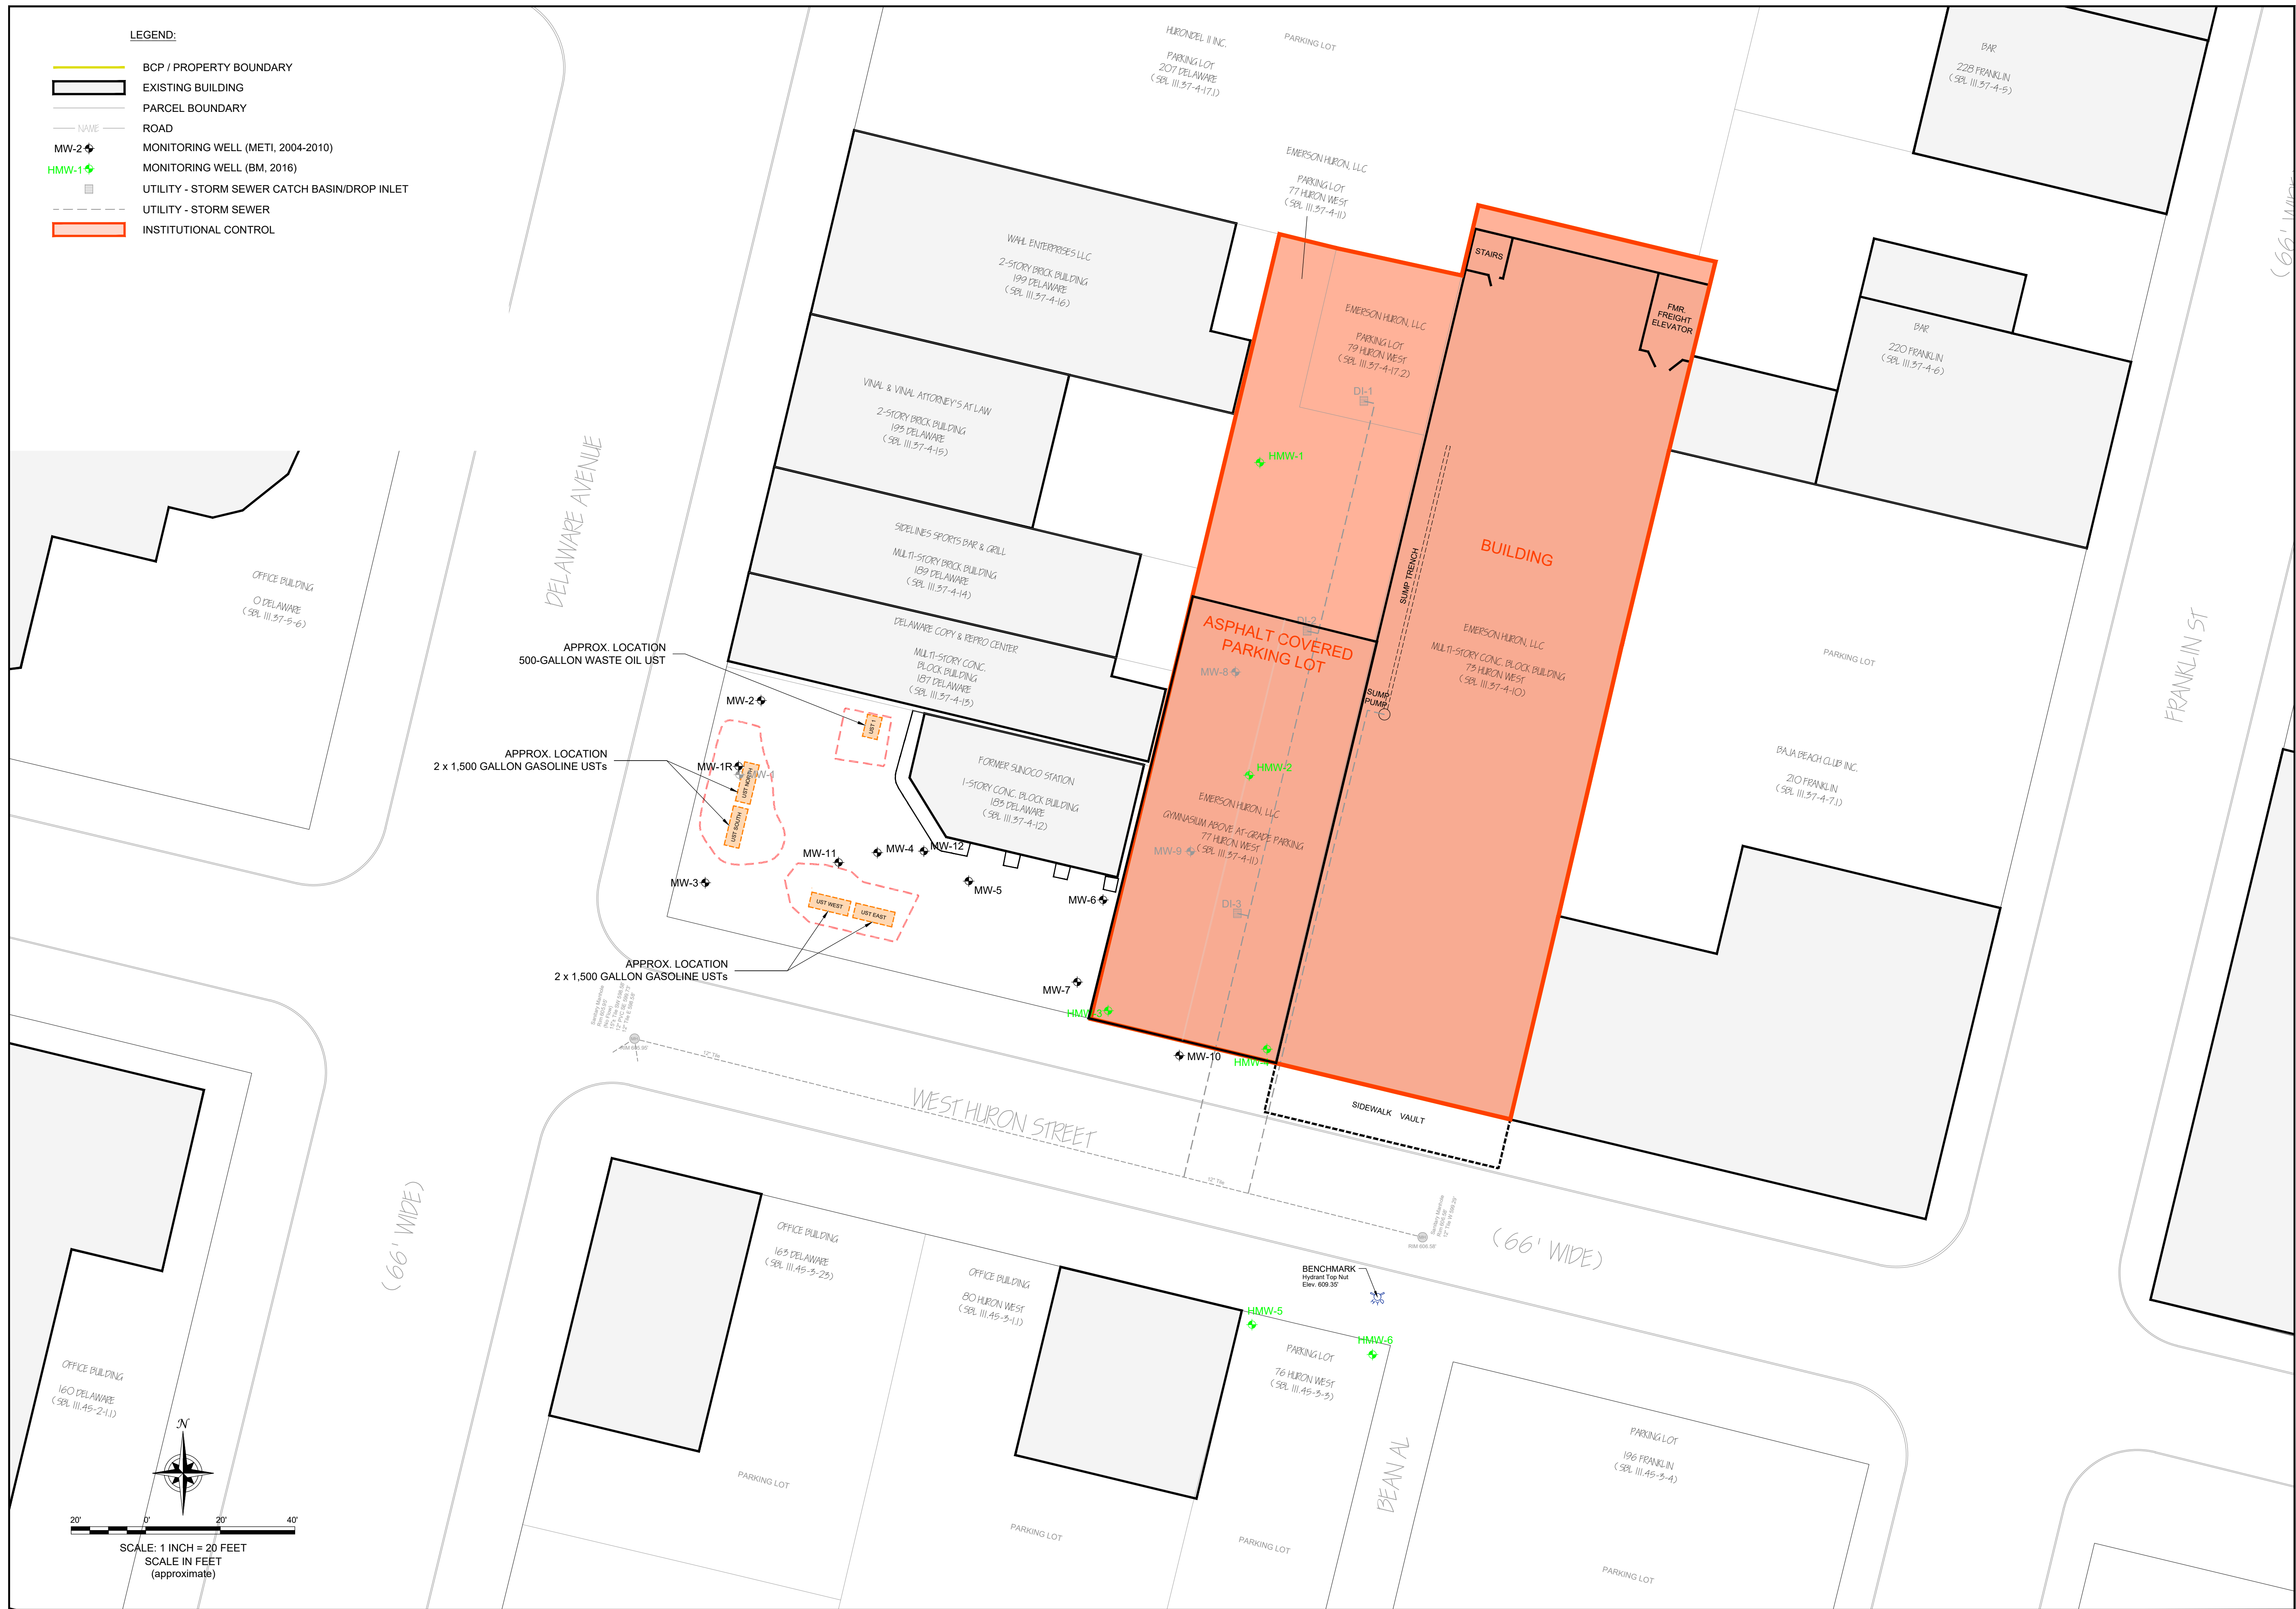 LEGEND:
BCP / PROPERTY BOUNDARY
EXISTING BUILDING
PARCEL BOUNDARY
NAME
ROAD
MW-2
MONITORING WELL (METI, 2004-2010)
HMW-1
MONITORING WELL (BM, 2016)
UTILITY - STORM SEWER CATCH BASIN/DROP INLET
UTILITY - STORM SEWER
INSTITUTIONAL CONTROL
HURONDEL II INC.
PARKING LOT
207 DELAWARE
(SBL 111.37-4-17.1)
PARKING LOT
BAR
228 FRANKLIN
(SBL 111.37-4-5)
EMERSON HURON, LLC
PARKING LOT
77 HURON WEST
(SBL 111.37-4-11)
WAHL ENTERPRISES LLC
2-STORY BRICK BUILDING
199 DELAWARE
(SBL 111.37-4-16)
STAIRS
FMR.
FREIGHT
ELEVATOR
EMERSON HURON, LLC
PARKING LOT
79 HURON WEST
(SBL 111.37-4-17.2)
BAR
220 FRANKLIN
(SBL 111.37-4-6)
VINAL & VINAL ATTORNEY'S AT LAW
2-STORY BRICK BUILDING
193 DELAWARE
(SBL 111.37-4-15)
DI-1
HMW-1
DELAWARE AVENUE
SIDELINES SPORTS BAR & GRILL
MULTI-STORY BRICK BUILDING
189 DELAWARE
(SBL 111.37-4-14)
SUMP TRENCH
BUILDING
OFFICE BUILDING
0 DELAWARE
(SBL 111.37-5-6)
DELAWARE COPY & REPRO CENTER
MULTI-STORY CONC.
BLOCK BUILDING
187 DELAWARE
(SBL 111.37-4-13)
DI-2
ASPHALT COVERED
PARKING LOT
EMERSON HURON, LLC
MULTI-STORY CONC. BLOCK BUILDING
73 HURON WEST
(SBL 111.37-4-10)
PARKING LOT
FRANKLIN ST
APPROX. LOCATION
500-GALLON WASTE OIL UST
MW-8
SUMP
PUMP
MW-2
UST 1
APPROX. LOCATION
2 x 1,500 GALLON GASOLINE USTs
MW-1R
MW-1
UST NORTH
UST SOUTH
FORMER SUNOCO STATION
1-STORY CONC. BLOCK BUILDING
183 DELAWARE
(SBL 111.37-4-12)
HMW-2
EMERSON HURON, LLC
GYMNASIUM ABOVE AT-GRADE PARKING
77 HURON WEST
(SBL 111.37-4-11)
BAJA BEACH CLUB INC.
210 FRANKLIN
(SBL 111.37-4-7.1)
MW-11
MW-4
MW-12
MW-9
MW-3
MW-5
MW-6
UST WEST
UST EAST
DI-3
APPROX. LOCATION
2 x 1,500 GALLON GASOLINE USTs
MW-7
HMW-3
MW-10
HMW-4
12" Tile
SIDEWALK VAULT
WEST HURON STREET
12" Tile
(66' WIDE)
(66' WIDE)
OFFICE BUILDING
163 DELAWARE
(SBL 111.45-3-23)
OFFICE BUILDING
80 HURON WEST
(SBL 111.45-3-1.1)
BENCHMARK
Hydrant Top Nut
Elev. 609.35'
HMW-5
HMW-6
PARKING LOT
76 HURON WEST
(SBL 111.45-3-3)
OFFICE BUILDING
160 DELAWARE
(SBL 111.45-2-1.1)
PARKING LOT
196 FRANKLIN
(SBL 111.45-3-4)
BEAN AL
PARKING LOT
PARKING LOT
PARKING LOT
PARKING LOT
N
20' 0' 20' 40'
SCALE: 1 INCH = 20 FEET
SCALE IN FEET
(approximate)